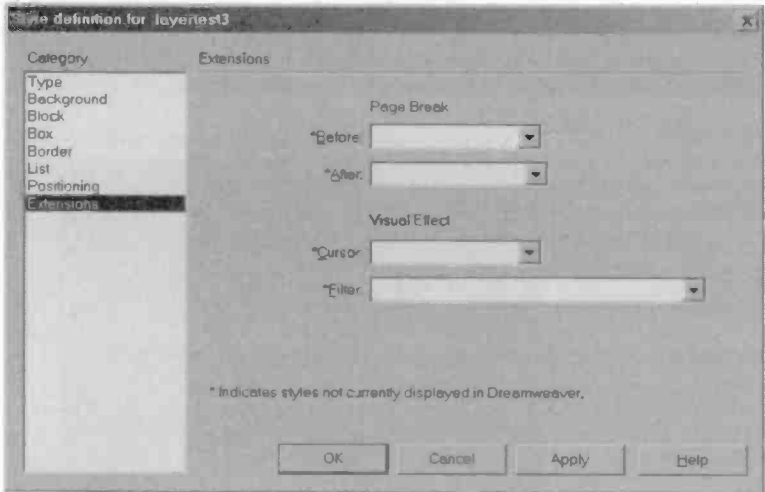 Style definition for layertest3
Category
Type
Background
Block
Box
Border
List
Positioning
Extensions
Extensions
Page Break
*Before:
*After:
Visual Effect
*Cursor:
*Filter:
* Indicates styles not currently displayed in Dreamweaver.
OK
Cancel
Apply
Help